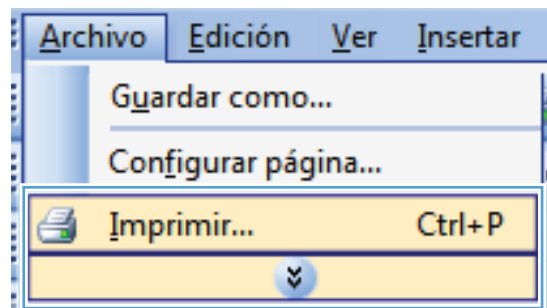 Archivo Edición Ver Insertar
Guardar como...
Configurar página...
Imprimir... Ctrl+P